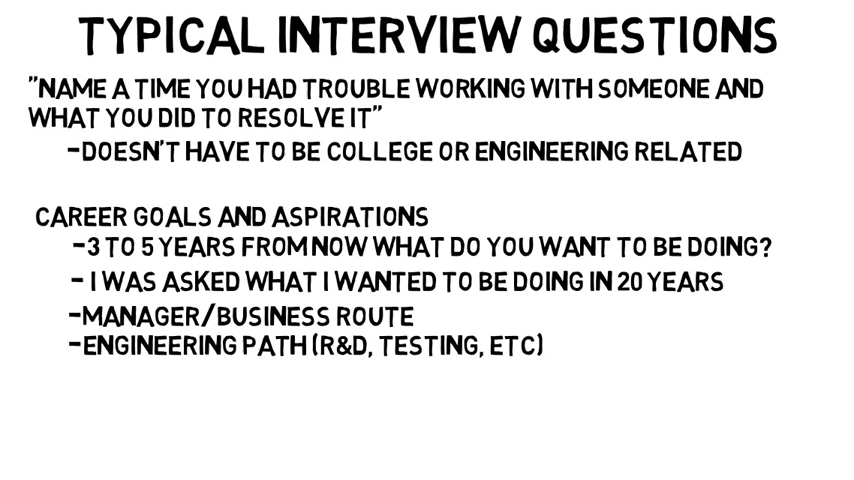 TYPICAL INTERVIEW QUESTIONS
"NAME A TIME YOU HAD TROUBLE WORKING WITH SOMEONE AND
WHAT YOU DID TO RESOLVE IT"
-DOESN'T HAVE TO BE COLLEGE OR ENGINEERING RELATED
CAREER GOALS AND ASPIRATIONS
-3 TO 5 YEARS FROM NOW WHAT DO YOU WANT TO BE DOING?
- I WAS ASKED WHAT I WANTED TO BE DOING IN 20 YEARS
-MANAGER/BUSINESS ROUTE
-ENGINEERING PATH (R&D, TESTING, ETC)